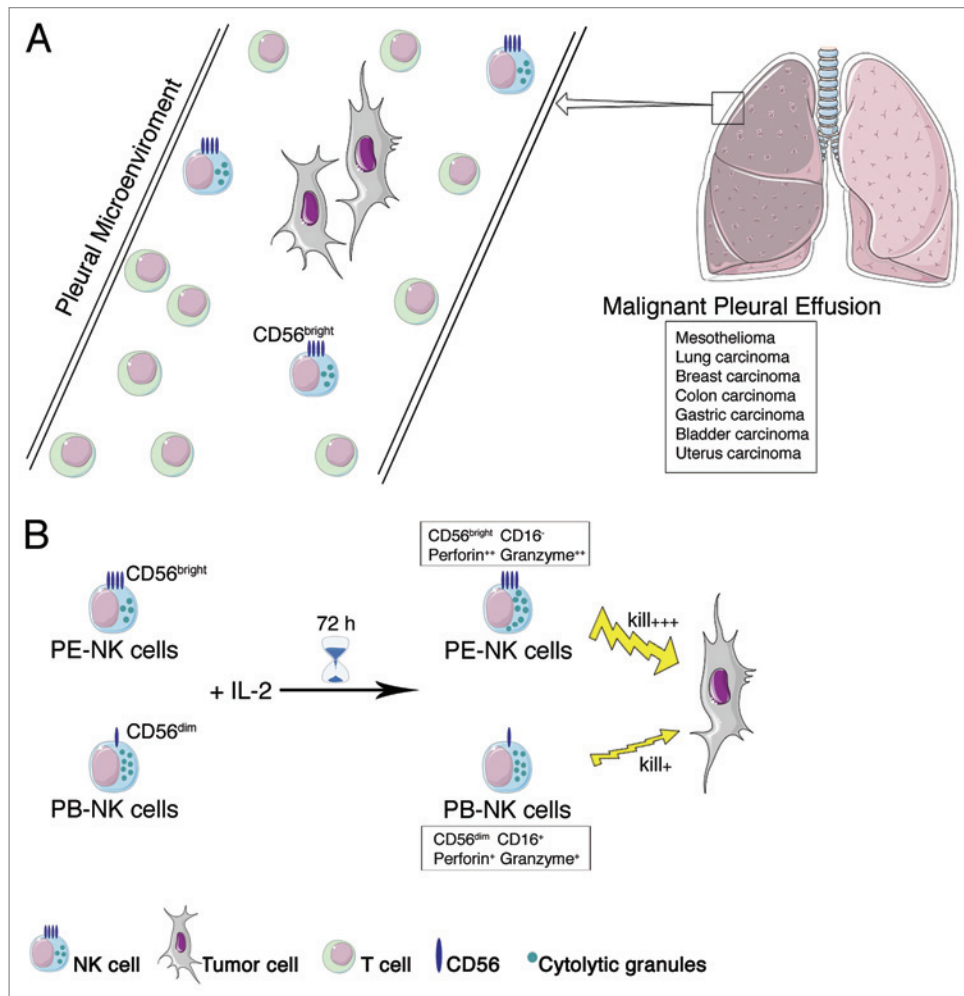 A
Pleural Microenviroment
CD56bright
Malignant Pleural Effusion
Mesothelioma
Lung carcinoma
Breast carcinoma
Colon carcinoma
Gastric carcinoma
Bladder carcinoma
Uterus carcinoma
B
CD56bright
PE-NK cells
+ IL-2
72 h
CD56dim
PB-NK cells
CD56bright CD16-
Perforin++ Granzyme++
PE-NK cells
kill+++
PB-NK cells
kill+
CD56dim CD16+
Perforin+ Granzyme+
NK cell
Tumor cell
T cell
CD56
Cytolytic granules